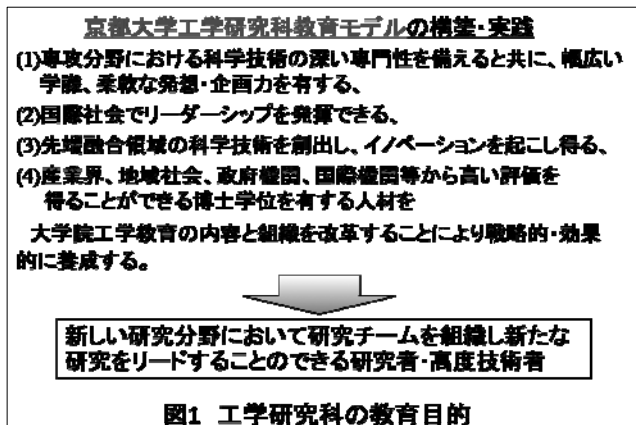 京都大学工学研究科教育モデルの構築・実践
(1)専攻分野における科学技術の深い専門性を備えると共に、幅広い
学識、柔軟な発想・企画力を有する、
(2)国際社会でリーダーシップを発揮できる、
(3)先端融合領域の科学技術を創出し、イノベーションを起こし得る、
(4)産業界、地域社会、政府機関、国際機関等から高い評価を
得ることができる博士学位を有する人材を
大学院工学教育の内容と組織を改革することにより戦略的・効果
的に養成する。
新しい研究分野において研究チームを組織し新たな
研究をリードすることのできる研究者・高度技術者
図1 工学研究科の教育目的